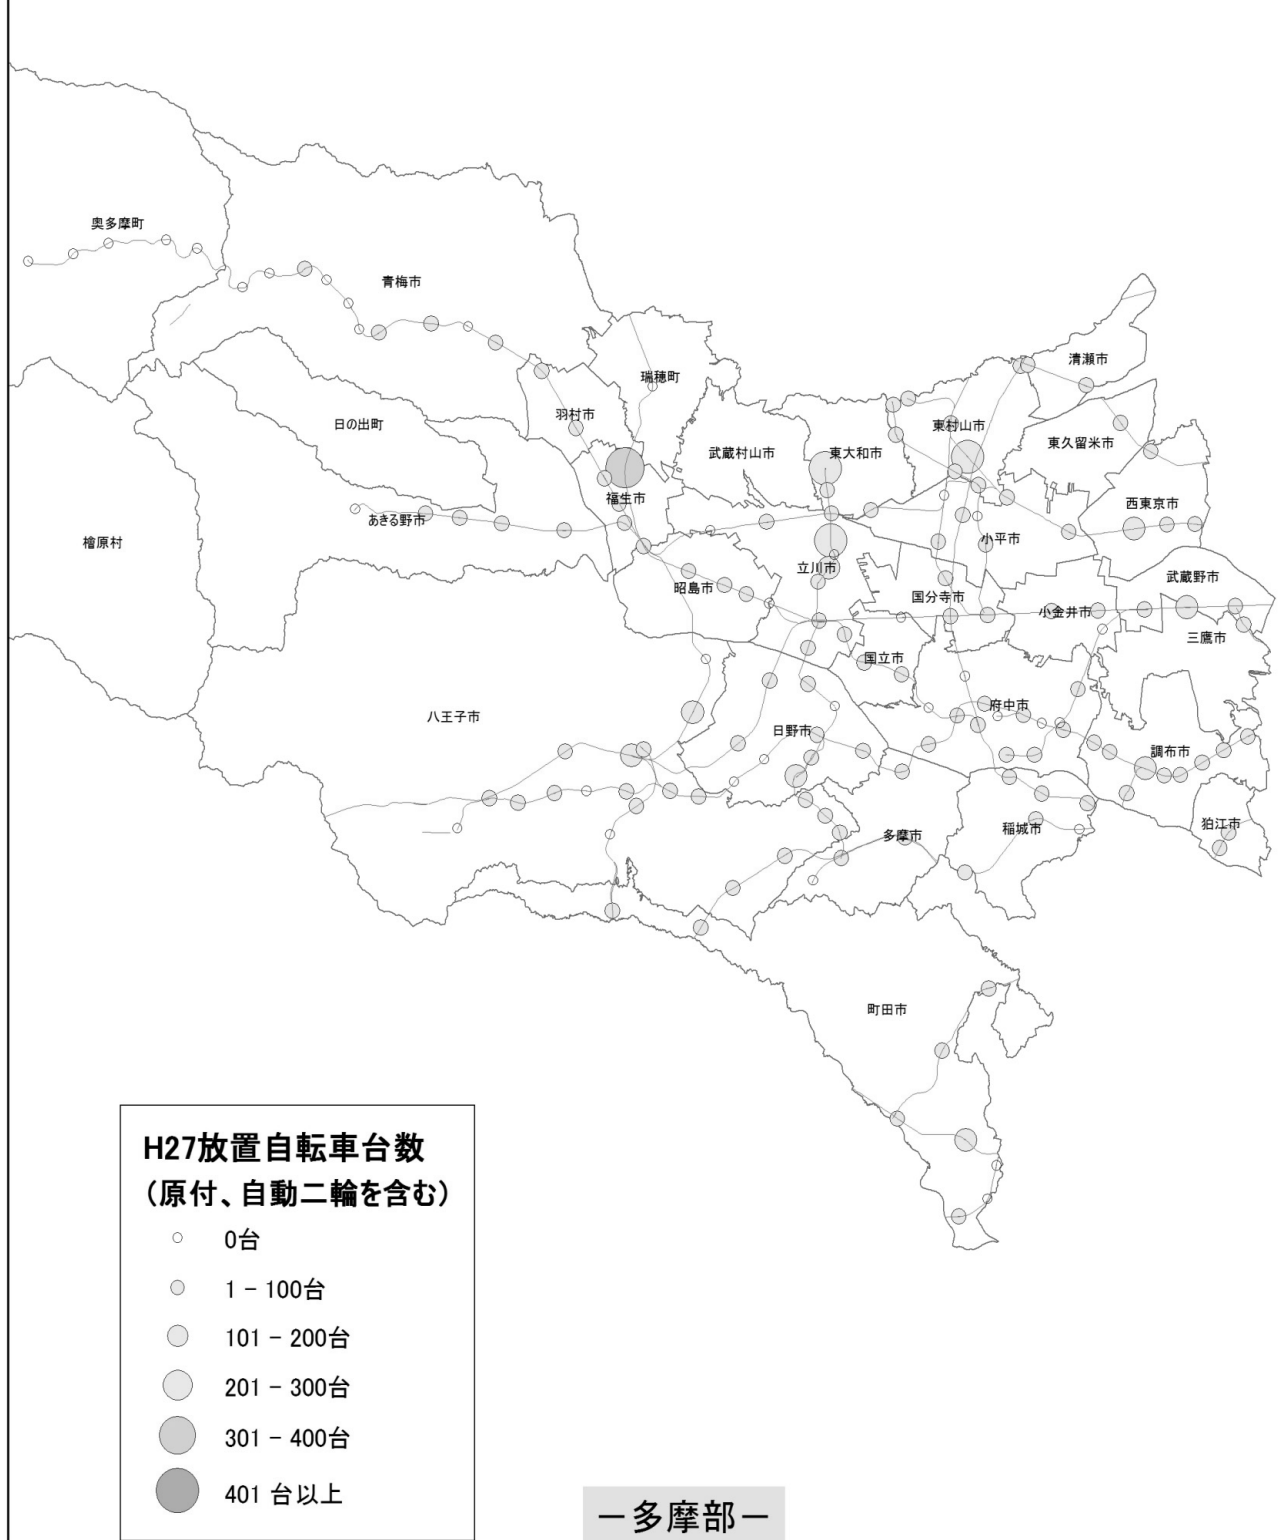 奥多摩町
青梅市
清瀬市
瑞穂町
羽村市
日の出町
東村山市
東久留米市
武蔵村山市
東大和市
福生市
西東京市
あきる野市
檜原村
小平市
立川市
武蔵野市
昭島市
国分寺市
小金井市
三鷹市
国立市
府中市
八王子市
日野市
調布市
狛江市
稲城市
多摩市
町田市
H27放置自転車台数
(原付、自動二輪を含む)
0台
1 - 100台
101 - 200台
201 - 300台
301 - 400台
401 台以上
-多摩部-